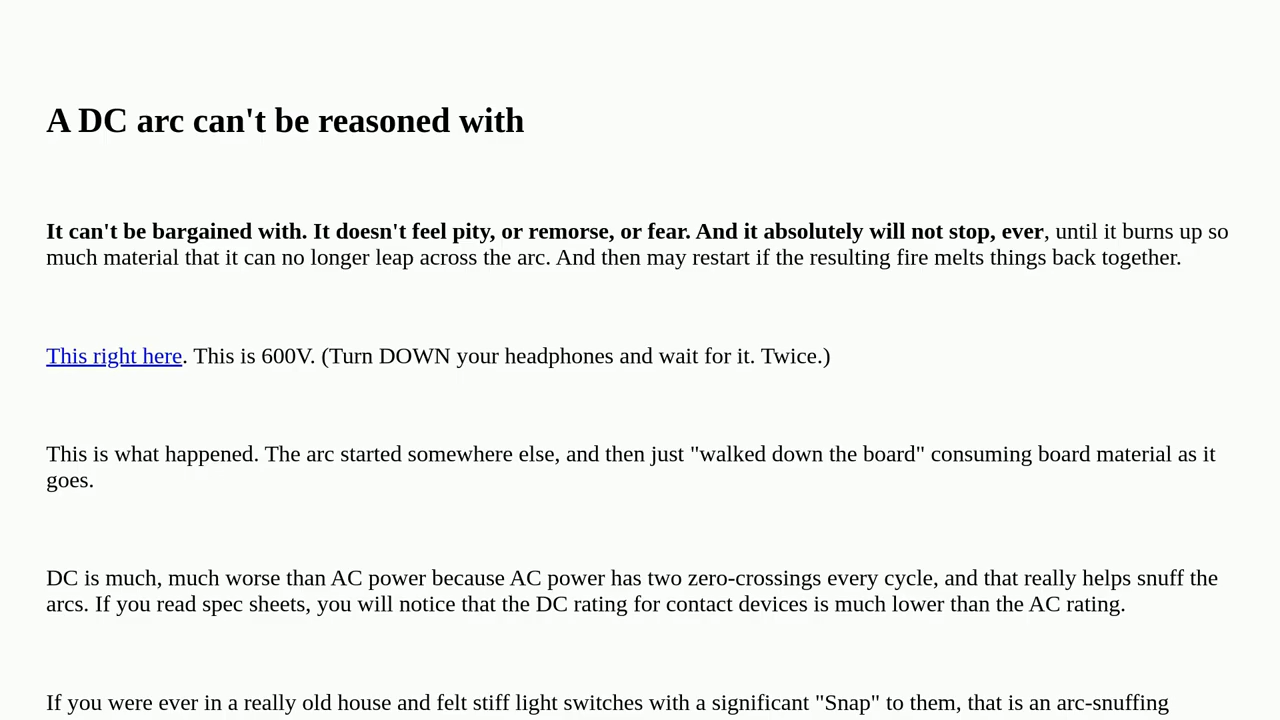 A DC arc can't be reasoned with
It can't be bargained with. It doesn't feel pity, or remorse, or fear. And it absolutely will not stop, ever, until it burns up so
much material that it can no longer leap across the arc. And then may restart if the resulting fire melts things back together.
This right here. This is 600V. (Turn DOWN your headphones and wait for it. Twice.)
This is what happened. The arc started somewhere else, and then just "walked down the board" consuming board material as it
goes.
DC is much, much worse than AC power because AC power has two zero-crossings every cycle, and that really helps snuff the
arcs. If you read spec sheets, you will notice that the DC rating for contact devices is much lower than the AC rating.
If you were ever in a really old house and felt stiff light switches with a significant "Snap" to them, that is an arc-snuffing